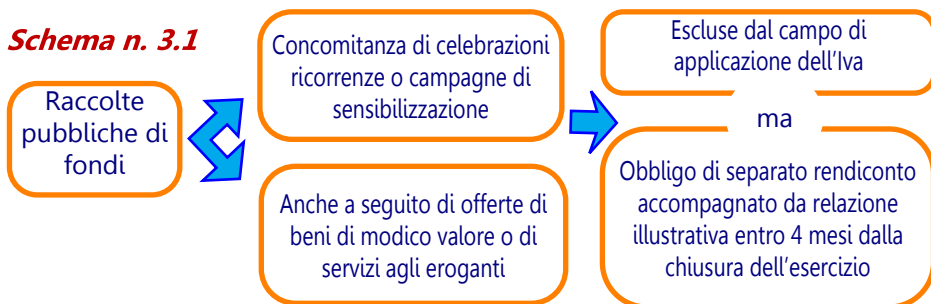 Schema n. 3.1
Raccolte
pubbliche di
fondi
Concomitanza di celebrazioni
ricorrenze o campagne di
sensibilizzazione
Anche a seguito di offerte di
beni di modico valore o di
servizi agli eroganti
Escluse dal campo di
applicazione dell’Iva
ma
Obbligo di separato rendiconto
accompagnato da relazione
illustrativa entro 4 mesi dalla
chiusura dell’esercizio